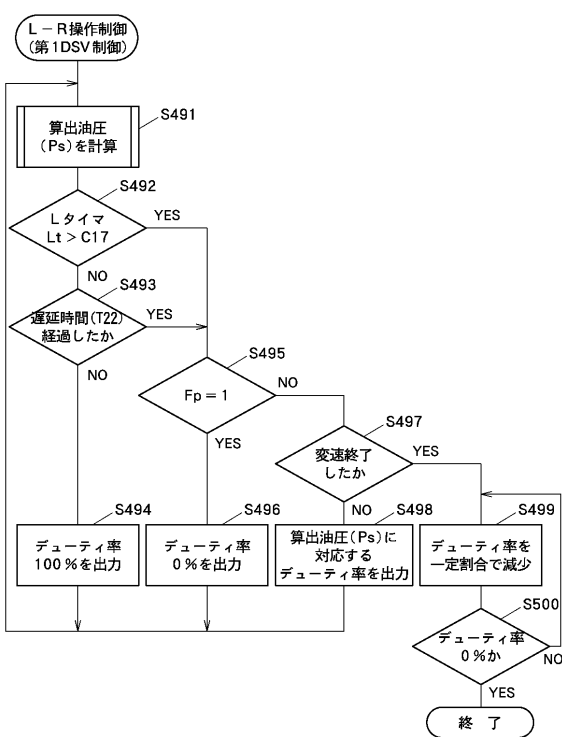 L－R操作制御
(第1DSV制御)
S491
算出油圧
(Ps)を計算
S492
Lタイマ
Lt > C17
YES
NO
S493
遅延時間(T22)
経過したか
YES
NO
S495
Fp = 1
NO
YES
S497
変速終了
したか
YES
NO
S494
デューティ率
100%を出力
S496
デューティ率
0%を出力
S498
算出油圧(Ps)に
対応する
デューティ率を出力
S499
デューティ率を
一定割合で減少
S500
デューティ率
0%か
NO
YES
終 了